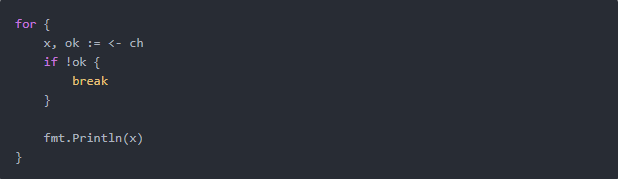 for {
    x, ok := <- ch
    if !ok {
        break
    }

    fmt.Println(x)
}